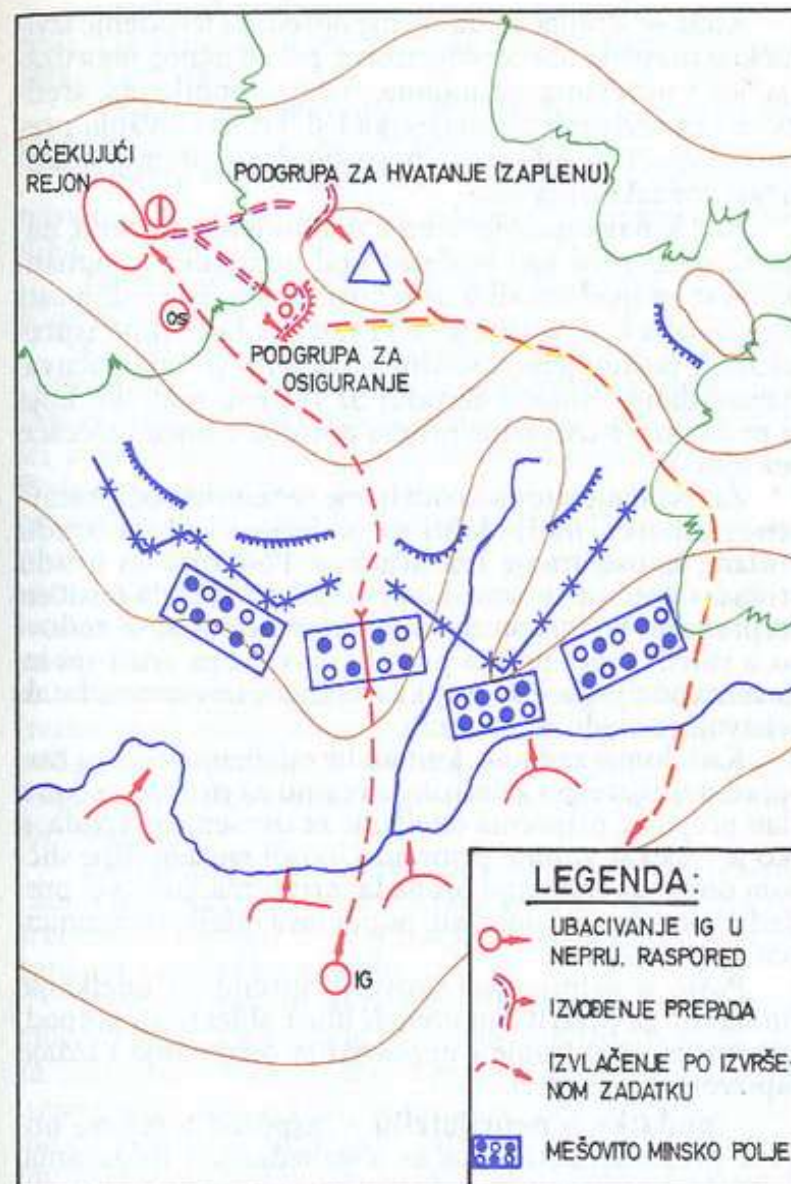 OČEKUJUĆI
REJON
PODGRUPA ZA HVATANJE (ZAPLENU)
OS
PODGRUPA ZA
OSIGURANJE
IG
LEGENDA:
UBACIVANJE IG U
NEPRIJ. RASPORED
IZVOĐENJE PREPADA
IZVLAČENJE PO IZVRŠE-
NOM ZADATKU
MEŠOVITO MINSKO POLJE